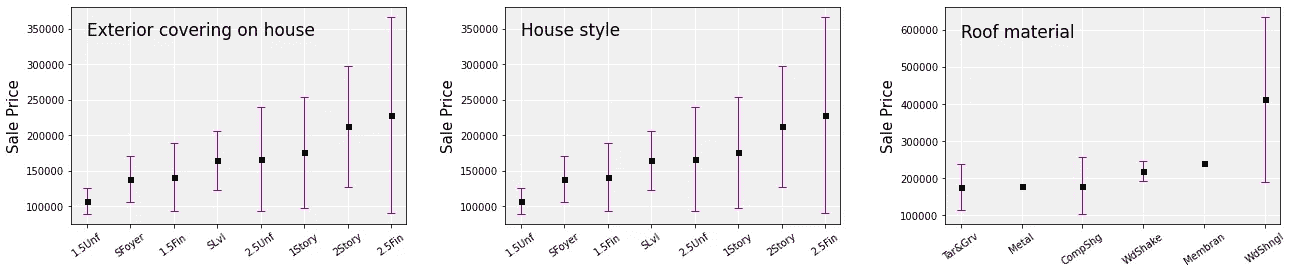 Exterior covering on house
Sale Price
350000
300000
250000
200000
150000
100000
1.5Unf SFoyer 1.5Fin SLvl 2.5Unf 1Story 2Story 2.5Fin
House style
Sale Price
350000
300000
250000
200000
150000
100000
1.5Unf SFoyer 1.5Fin SLvl 2.5Unf 1Story 2Story 2.5Fin
Roof material
Sale Price
600000
500000
400000
300000
200000
100000
Tar&Grv Metal CompShg WdShake Membran WdShngl